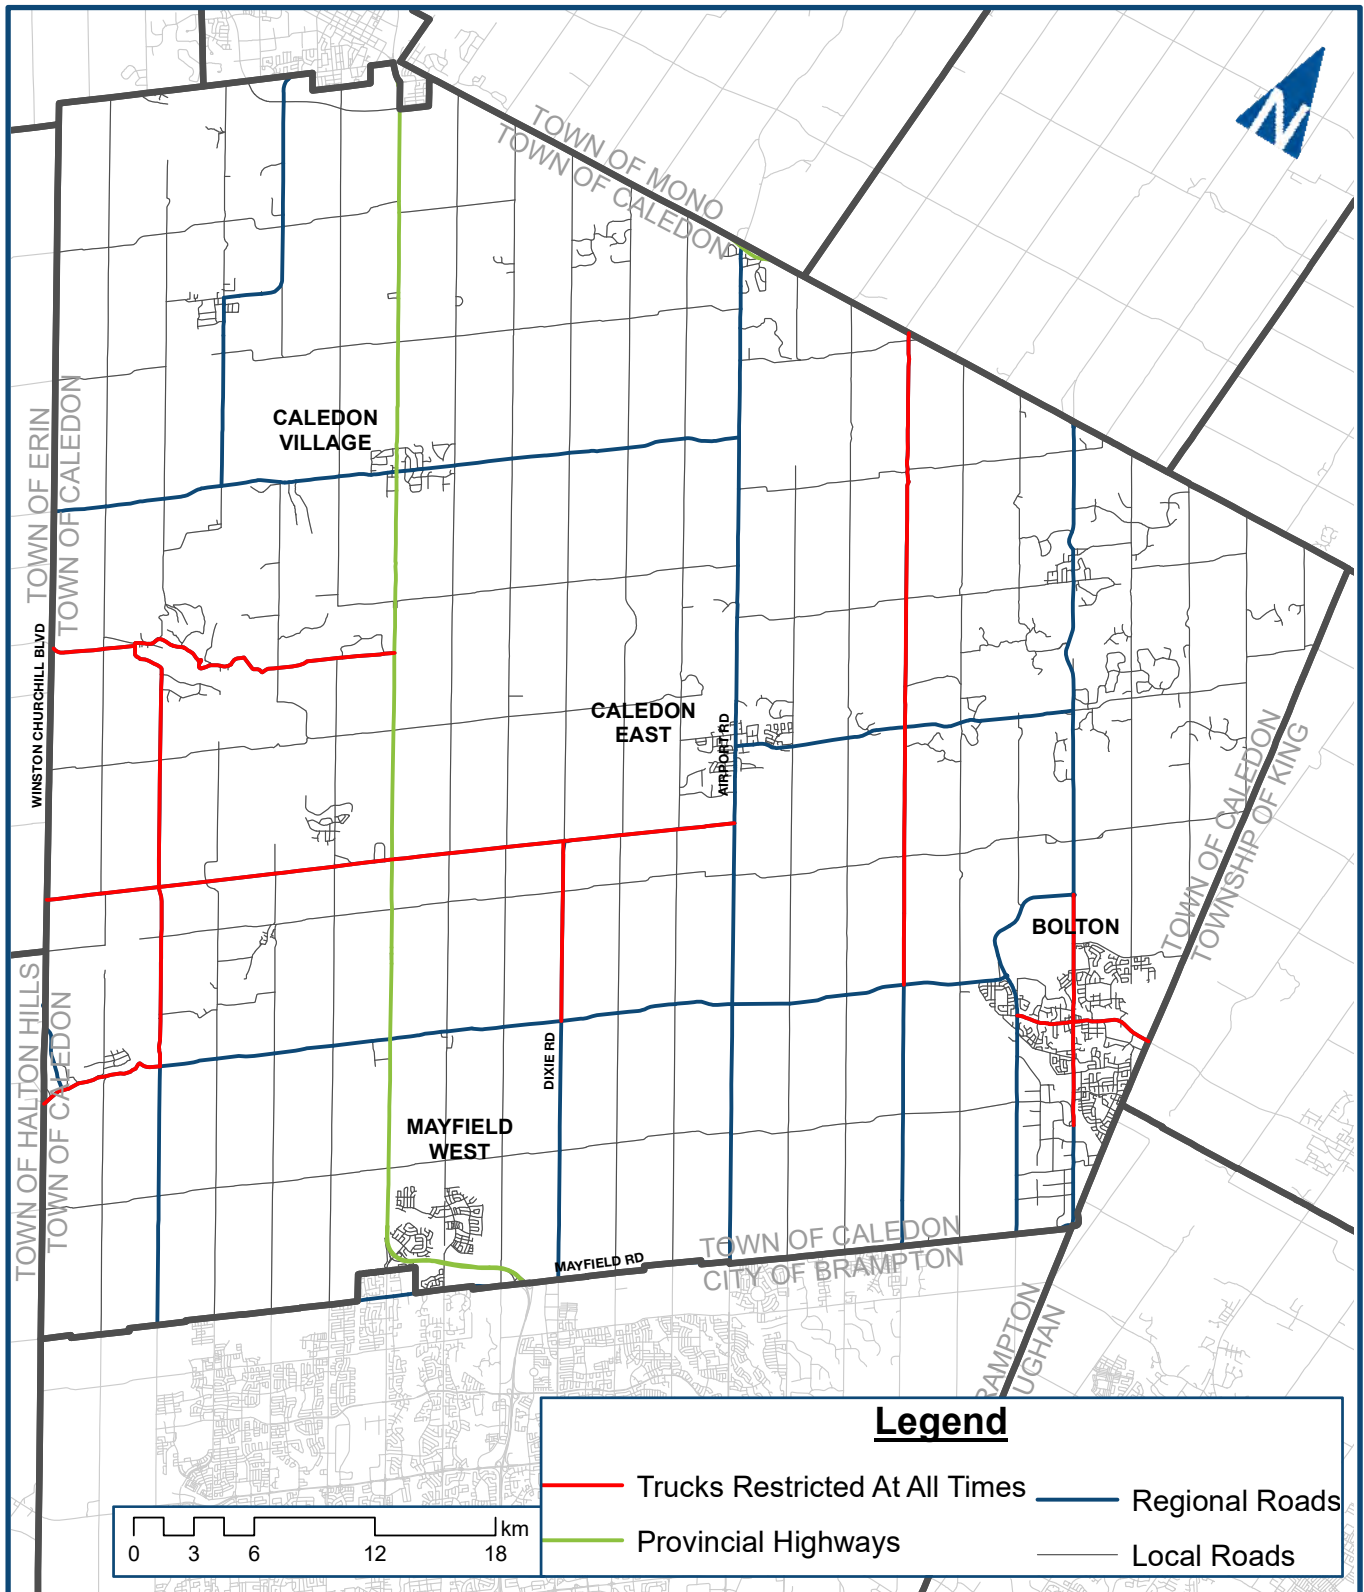 N
TOWN OF MONO
TOWN OF CALEDON
CALEDON
VILLAGE
TOWN OF ERIN
TOWN OF CALEDON
WINSTON CHURCHILL BLVD
CALEDON
EAST
AIRPORT RD
TOWN OF CALEDON
TOWNSHIP OF KING
BOLTON
TOWN OF HALTON HILLS
TOWN OF CALEDON
DIXIE RD
MAYFIELD
WEST
MAYFIELD RD
TOWN OF CALEDON
CITY OF BRAMPTON
RAMPTON
UGHAN
Legend
Trucks Restricted At All Times
Regional Roads
Provincial Highways
Local Roads
km
0 3 6 12 18